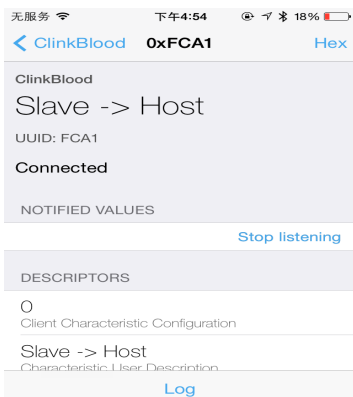 无服务 下午4:54 18%
ClinkBlood 0xFCA1 Hex
ClinkBlood
Slave -> Host
UUID: FCA1
Connected
NOTIFIED VALUES
Stop listening
DESCRIPTORS
0
Client Characteristic Configuration
Slave -> Host
Characteristic User Description
Log